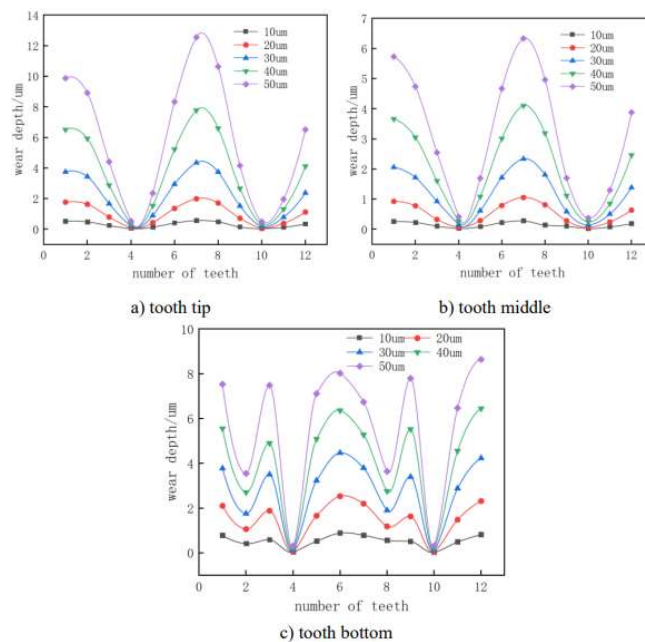 14
12
10
8
6
4
2
0
wear depth/um
10um
20um
30um
40um
50um
0 2 4 6 8 10 12
number of teeth
a) tooth tip
7
6
5
4
3
2
1
0
wear depth/um
10um
20um
30um
40um
50um
0 2 4 6 8 10 12
number of teeth
b) tooth middle
10
8
6
4
2
0
wear depth/um
10um 20um
30um 40um
50um
0 2 4 6 8 10 12
number of teeth
c) tooth bottom